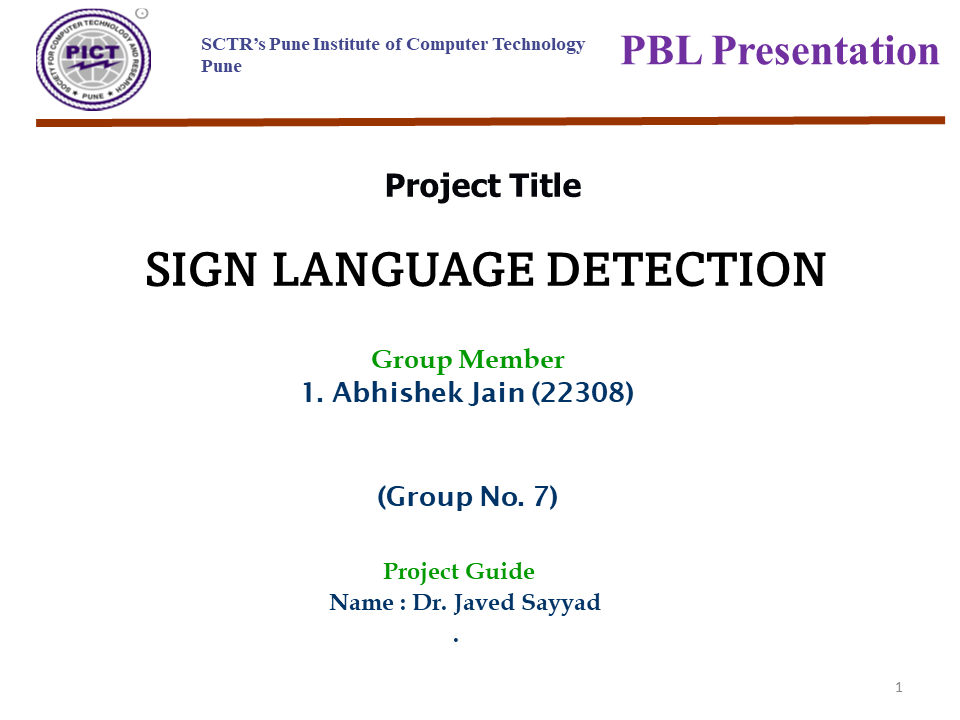 SOCIETY FOR COMPUTER TECHNOLOGY AND RESEARCH
PICT
PUNE
SCTR’s Pune Institute of Computer Technology
Pune
PBL Presentation
Project Title
SIGN LANGUAGE DETECTION
Group Member
1. Abhishek Jain (22308)
(Group No. 7)
Project Guide
Name : Dr. Javed Sayyad
.
1